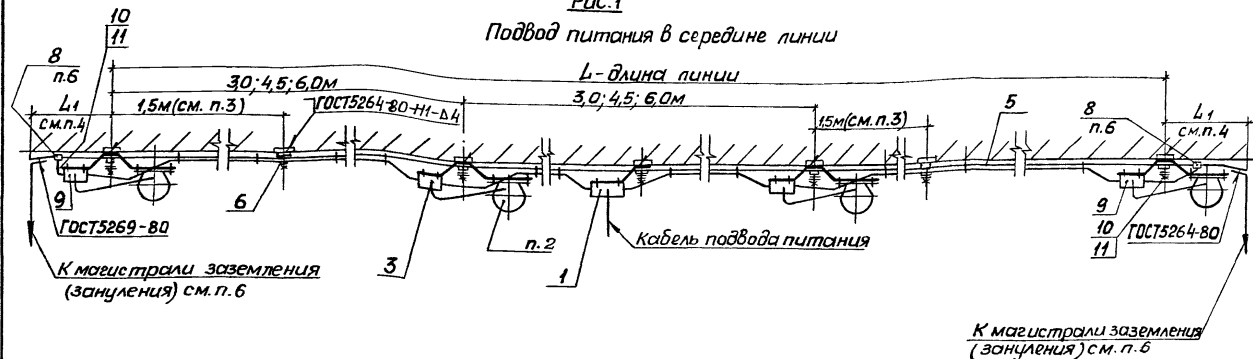 Рис.1
Подвод питания в середине линии
10
11
8
п.6
L-длина линии
3,0; 4,5; 6,0м
3,0; 4,5; 6,0м
L1
см.п.4
1,5м(см. п.3)
ГОСТ5264-80-Н1-Δ4
1,5м(см.п.3)
5
8
п.6
L1
см.п.4
9
6
ГОСТ5269-80
3
п.2
1
Кабель подвода питания
9
10
11
ГОСТ5264-80
К магистрали заземления
(зануления) см.п.6
К магистрали заземления
(зануления) см. п.6